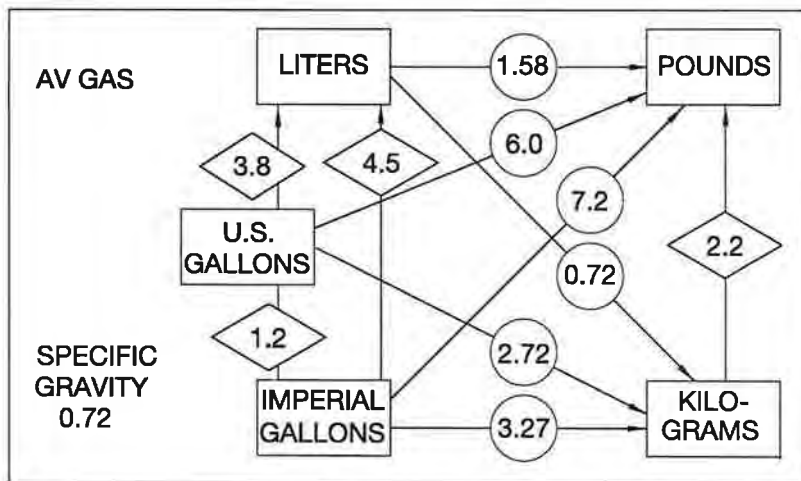 AV GAS
LITERS
1.58
POUNDS
3.8
4.5
6.0
7.2
U.S.
GALLONS
2.2
0.72
1.2
SPECIFIC
GRAVITY
0.72
2.72
IMPERIAL
GALLONS
3.27
KILO-
GRAMS